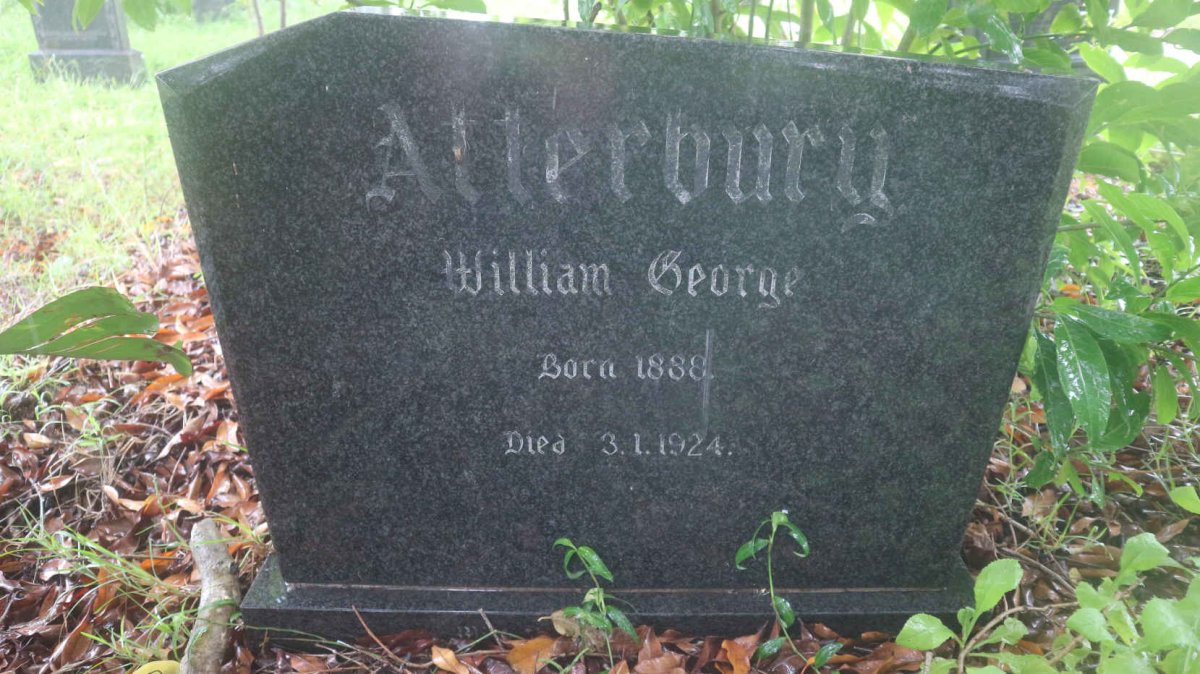 Atterbury
William George
Born 1888.
Died 3.1.1924.